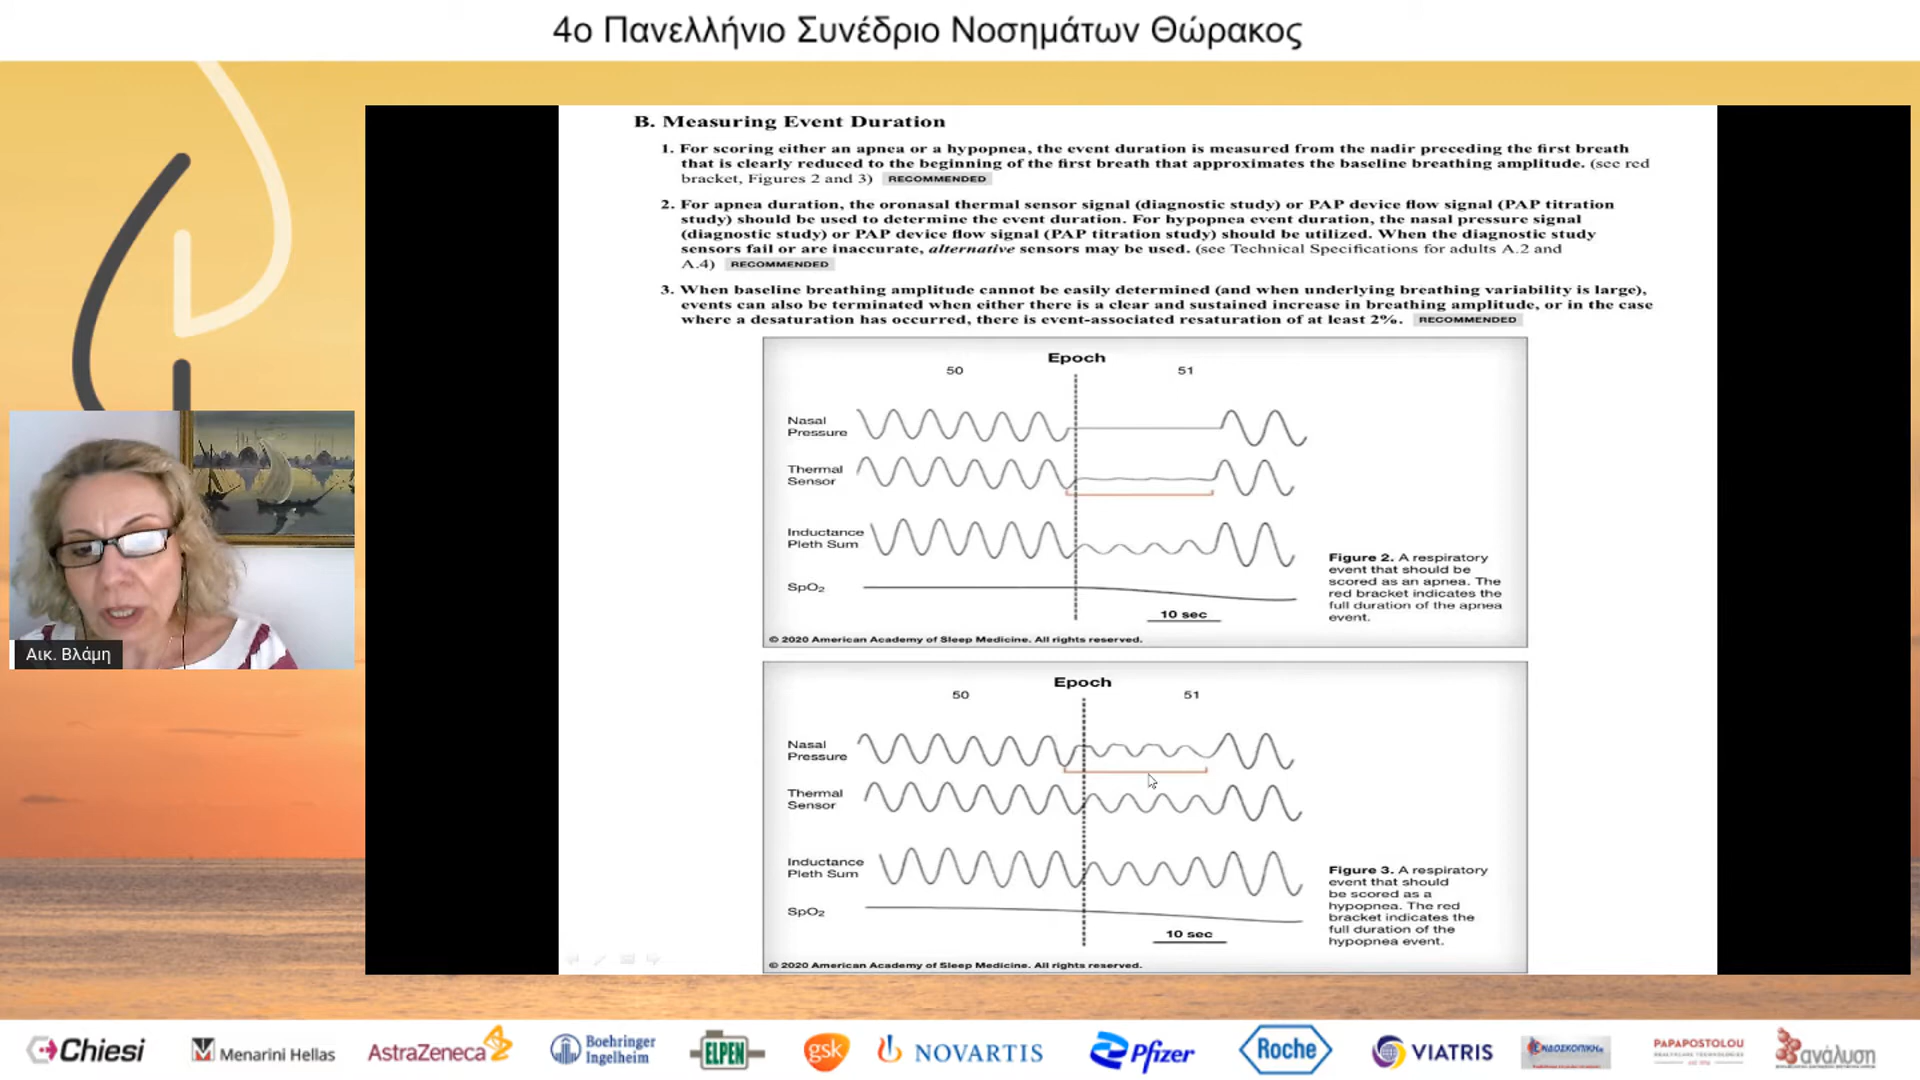 4ο Πανελλήνιο Συνέδριο Νοσημάτων Θώρακος
B. Measuring Event Duration
1. For scoring either an apnea or a hypopnea, the event duration is measured from the nadir preceding the first breath
that is clearly reduced to the beginning of the first breath that approximates the baseline breathing amplitude. (see red
bracket, Figures 2 and 3) RECOMMENDED
2. For apnea duration, the oronasal thermal sensor signal (diagnostic study) or PAP device flow signal (PAP titration
study) should be used to determine the event duration. For hypopnea event duration, the nasal pressure signal
(diagnostic study) or PAP device flow signal (PAP titration study) should be utilized. When the diagnostic study
sensors fail or are inaccurate, alternative sensors may be used. (see Technical Specifications for adults A.2 and
A.4) RECOMMENDED
3. When baseline breathing amplitude cannot be easily determined (and when underlying breathing variability is large),
events can also be terminated when either there is a clear and sustained increase in breathing amplitude, or in the case
where a desaturation has occurred, there is event-associated resaturation of at least 2%. RECOMMENDED
Epoch
50 51
Nasal
Pressure
Thermal
Sensor
Inductance
Pleth Sum
SpO₂
10 sec
Figure 2. A respiratory
event that should be
scored as an apnea. The
red bracket indicates the
full duration of the apnea
event.
© 2020 American Academy of Sleep Medicine. All rights reserved.
Epoch
50 51
Nasal
Pressure
Thermal
Sensor
Inductance
Pleth Sum
SpO₂
10 sec
Figure 3. A respiratory
event that should
be scored as a
hypopnea. The red
bracket indicates the
full duration of the
hypopnea event.
© 2020 American Academy of Sleep Medicine. All rights reserved.
Αικ. Βλάμη
Chiesi
Menarini Hellas
AstraZeneca
Boehringer
Ingelheim
ELPEN
gsk
NOVARTIS
Pfizer
Roche
VIATRIS
ΕΝΔΟΣΚΟΠΙΚΗ
PAPAPOSTOLOU
ανάλυση